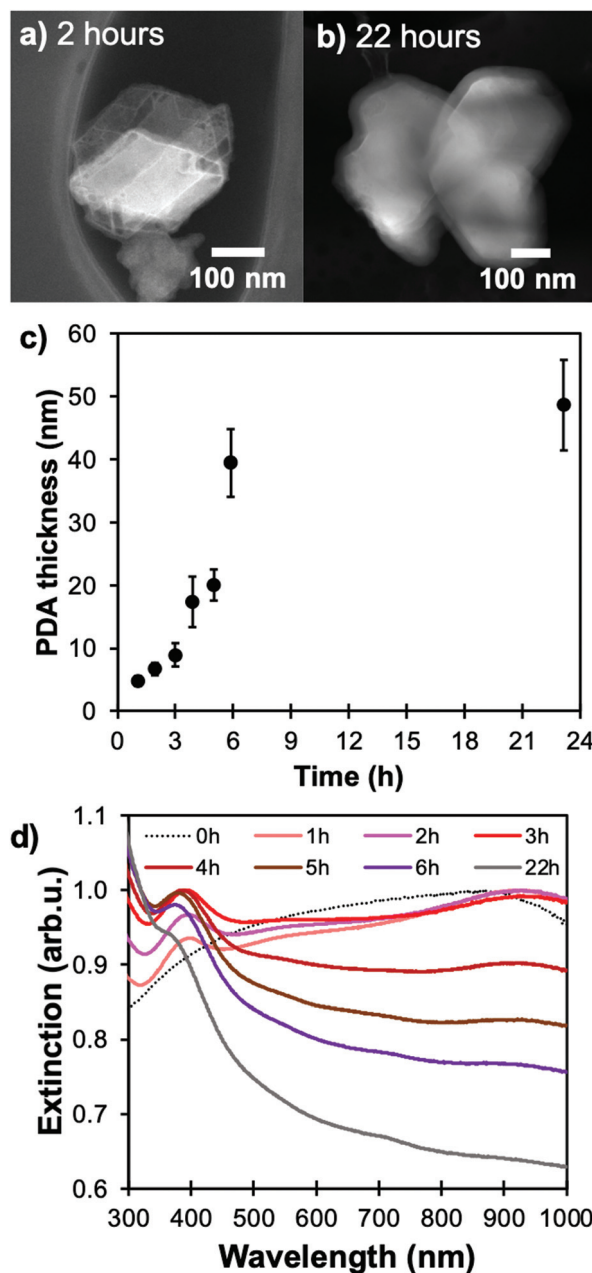 a) 2 hours
b) 22 hours
100 nm
100 nm
c)
60
50
40
30
20
10
0
PDA thickness (nm)
0 3 6 9 12 15 18 21 24
Time (h)
d)
1.1
1.0
0.9
0.8
0.7
0.6
Extinction (arb.u.)
0h 1h 2h 3h
4h 5h 6h 22h
300 400 500 600 700 800 900 1000
Wavelength (nm)